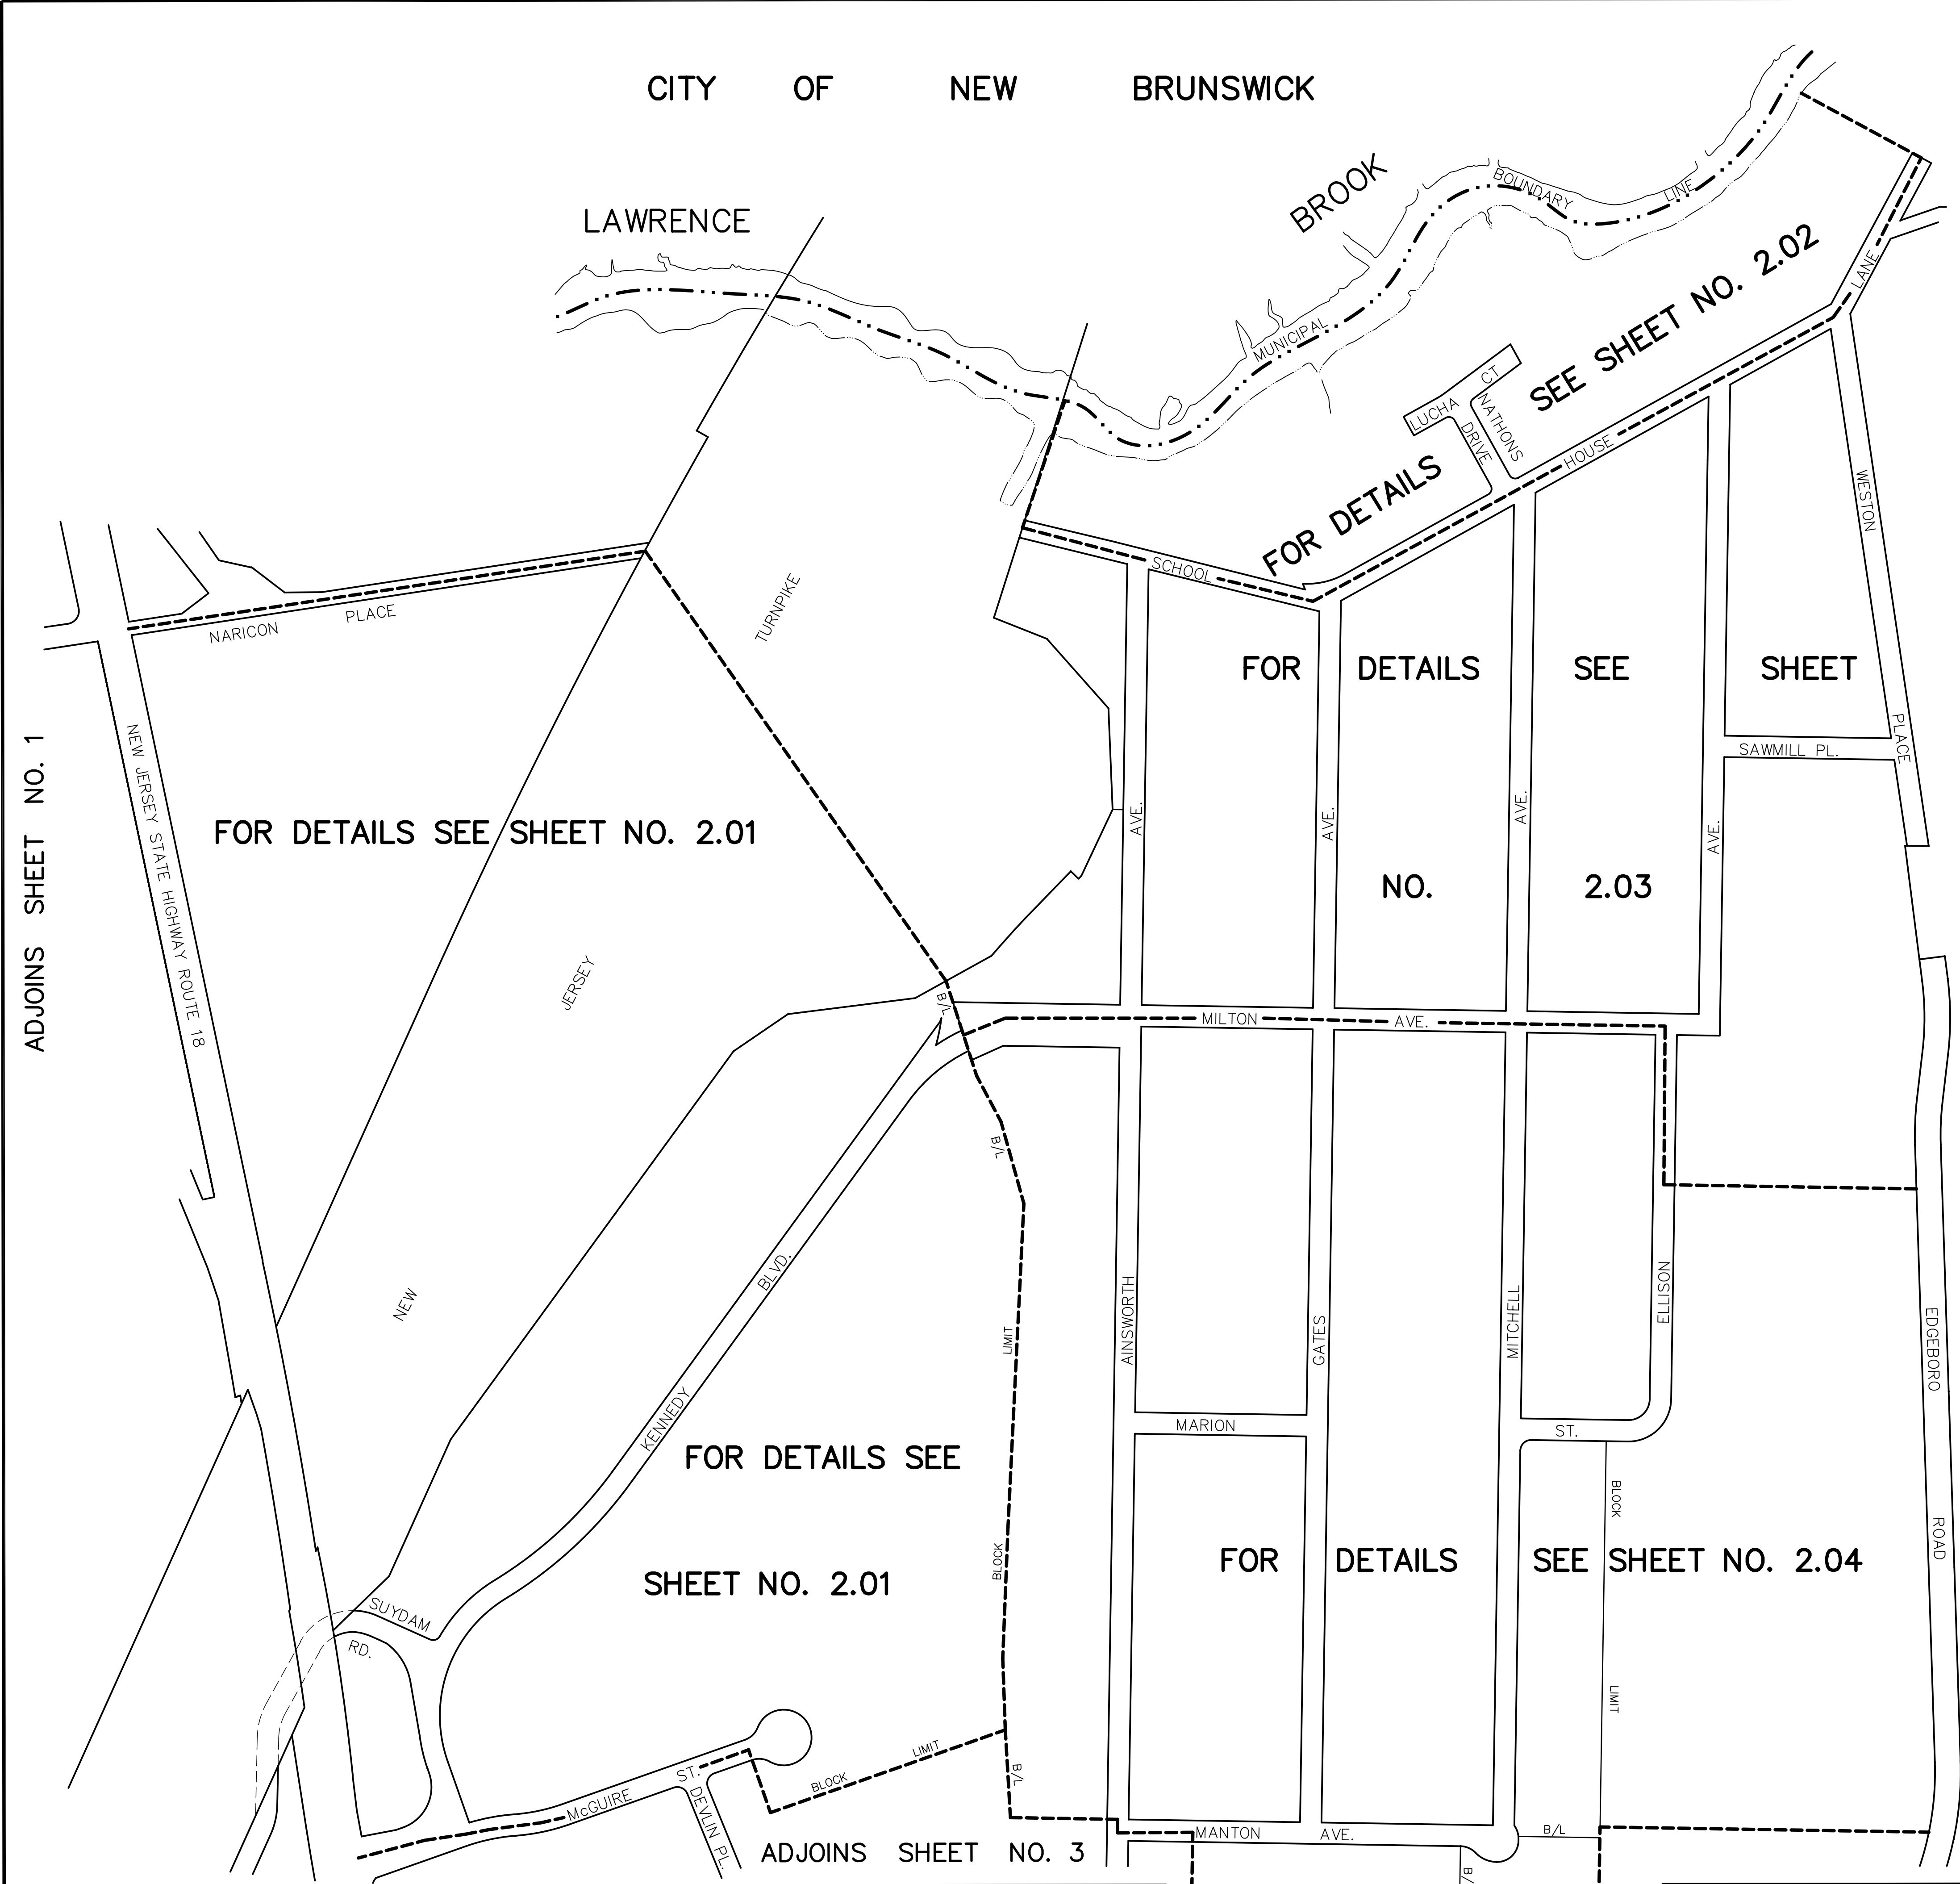 CITY OF NEW BRUNSWICK
LAWRENCE
BROOK
MUNICIPAL BOUNDARY LINE
FOR DETAILS SEE SHEET NO. 2.02
LUCHA CT
NATHONS DRIVE
SCHOOL HOUSE LANE
WESTON PLACE
NARICON PLACE
NEW JERSEY TURNPIKE
ADJOINS SHEET NO. 1
NEW JERSEY STATE HIGHWAY ROUTE 18
FOR DETAILS SEE SHEET NO. 2.01
FOR DETAILS SEE SHEET
NO. 2.03
SAWMILL PL.
AVE.
AVE.
AVE.
AVE.
B/L
MILTON AVE.
B/L
KENNEDY BLVD.
BLOCK LIMIT
AINSWORTH
GATES
MITCHELL
ELLISON
EDGEBORO ROAD
MARION ST.
FOR DETAILS SEE
SHEET NO. 2.01
BLOCK LIMIT
FOR DETAILS SEE SHEET NO. 2.04
SUYDAM RD.
McGUIRE ST.
DEVLIN PL.
BLOCK LIMIT
B/L
MANTON AVE.
B/L
B/L
ADJOINS SHEET NO. 3